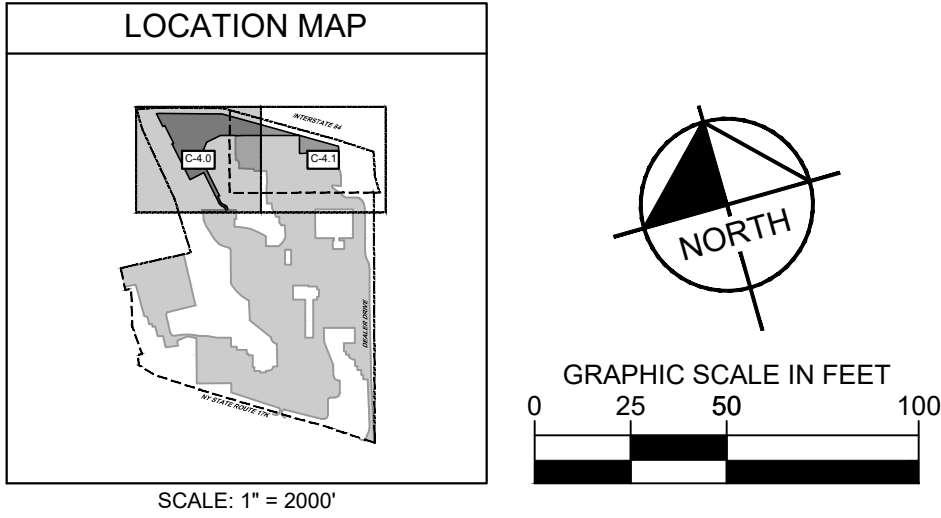 LOCATION MAP
INTERSTATE 84
C-4.0
C-4.1
DEALER DRIVE
NY STATE ROUTE 17K
SCALE: 1" = 2000'
NORTH
GRAPHIC SCALE IN FEET
0 25 50 100